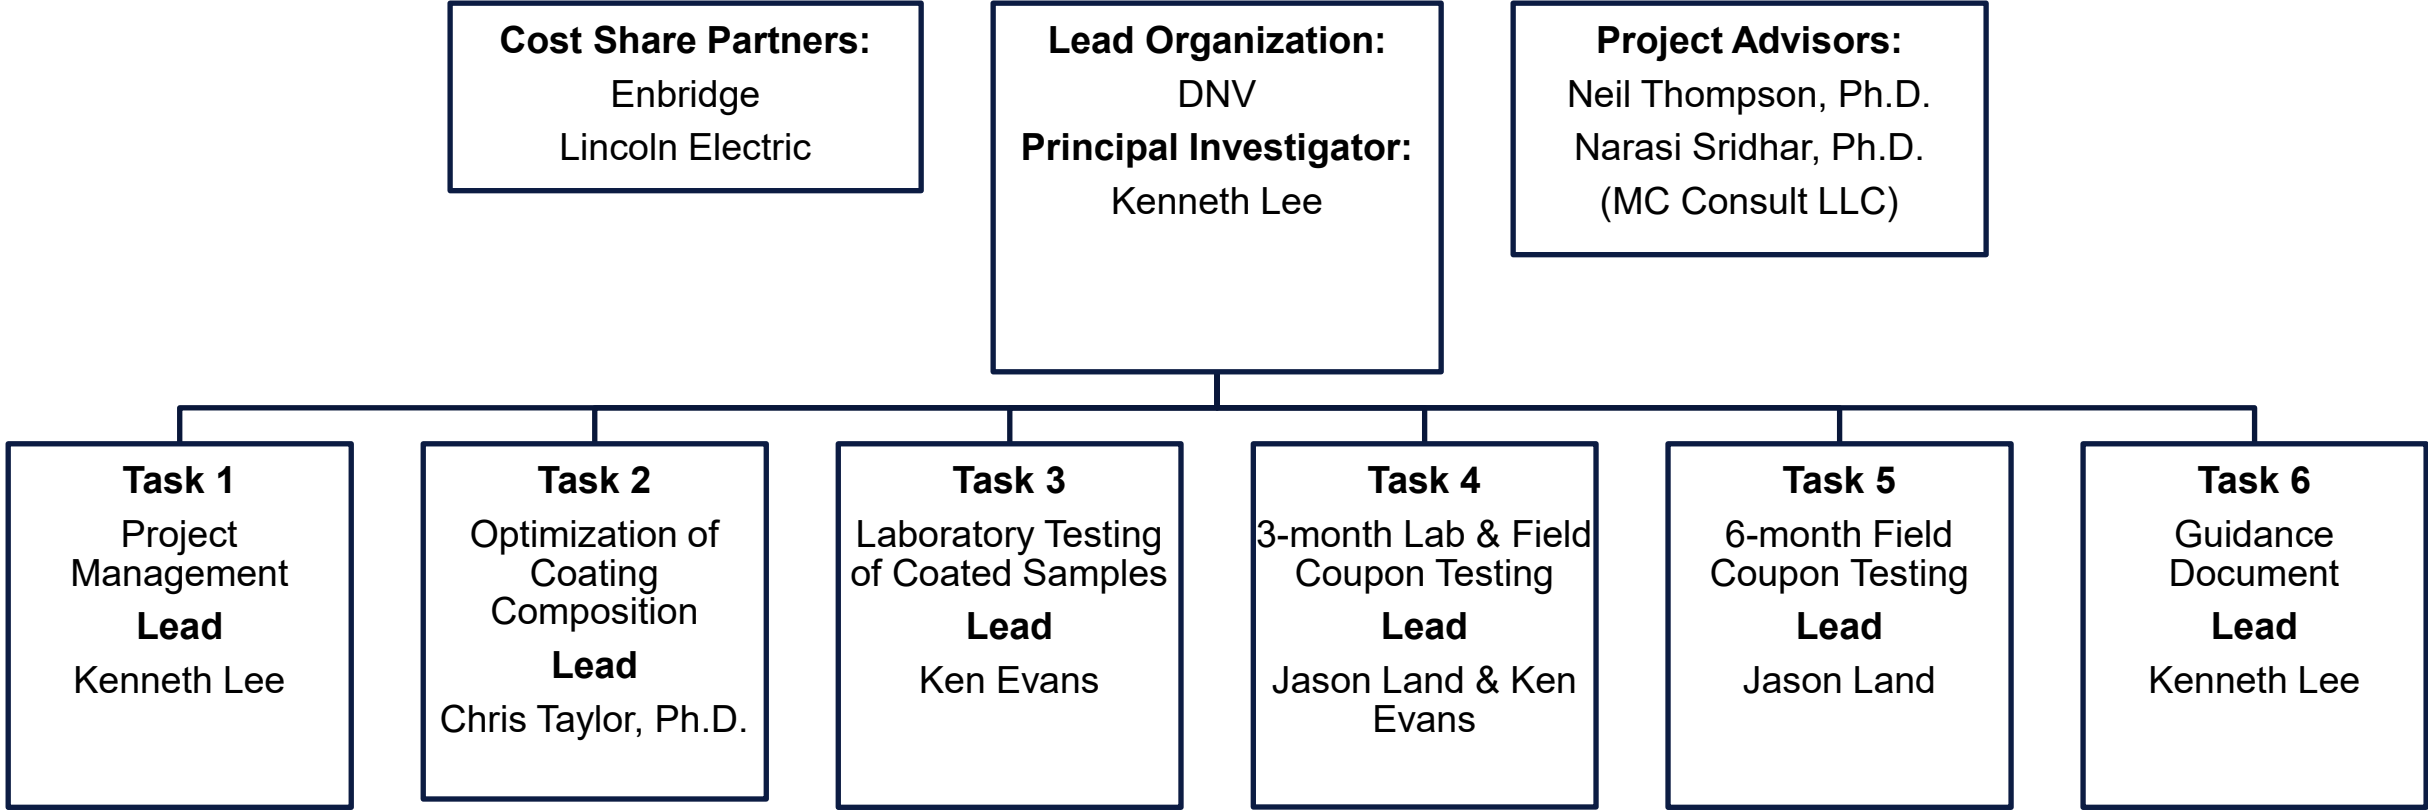 Cost Share Partners:
Enbridge
Lincoln Electric
Lead Organization:
DNV
Principal Investigator:
Kenneth Lee
Project Advisors:
Neil Thompson, Ph.D.
Narasi Sridhar, Ph.D.
(MC Consult LLC)
Task 1
Project
Management
Lead
Kenneth Lee
Task 2
Optimization of
Coating
Composition
Lead
Chris Taylor, Ph.D.
Task 3
Laboratory Testing
of Coated Samples
Lead
Ken Evans
Task 4
3-month Lab & Field
Coupon Testing
Lead
Jason Land & Ken
Evans
Task 5
6-month Field
Coupon Testing
Lead
Jason Land
Task 6
Guidance
Document
Lead
Kenneth Lee